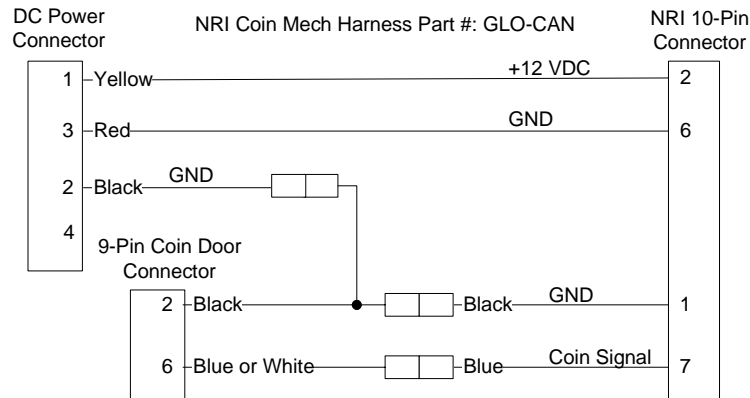 DC Power
Connector
NRI Coin Mech Harness Part #: GLO-CAN
NRI 10-Pin
Connector
1 Yellow +12 VDC 2
3 Red GND 6
2 Black GND
4
9-Pin Coin Door
Connector
2 Black Black GND 1
6 Blue or White Blue Coin Signal 7